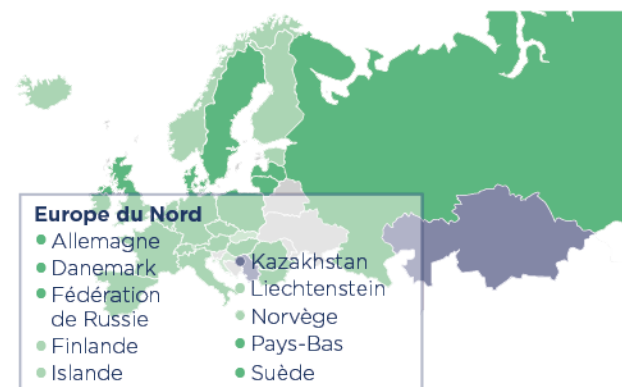 Europe du Nord
Allemagne
Danemark
Fédération
de Russie
Finlande
Islande
Kazakhstan
Liechtenstein
Norvège
Pays-Bas
Suède